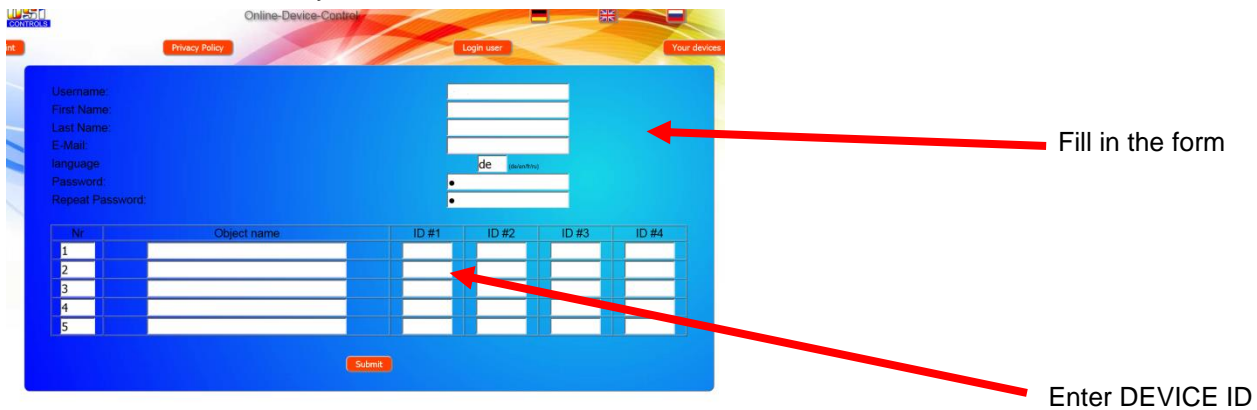 CONTROLS
Online-Device-Control
Privacy Policy
Login user
Your devices
Username:
First Name:
Last Name:
E-Mail:
language
de
Password:
Repeat Password:
Fill in the form
Nr Object name ID #1 ID #2 ID #3 ID #4
1
2
3
4
5
Submit
Enter DEVICE ID